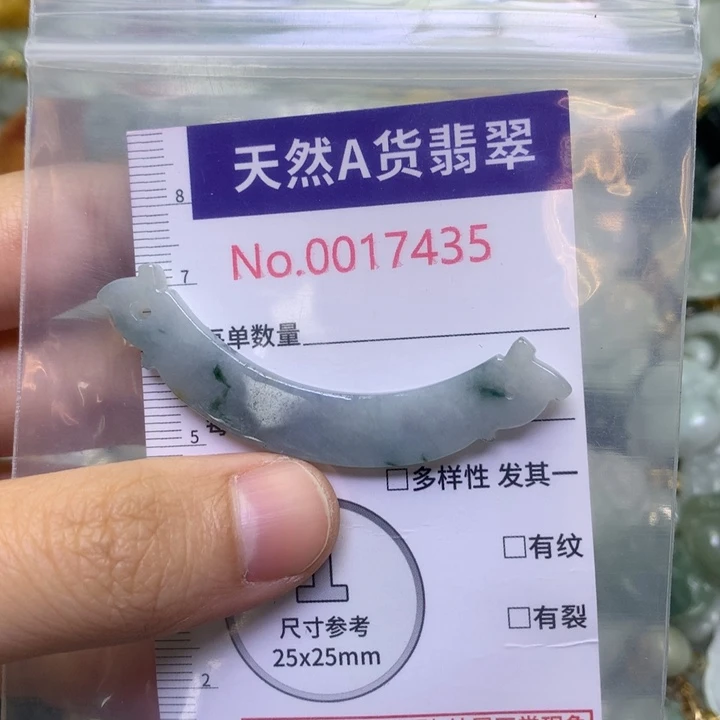 天然A货翡翠
No.0017435
8
7
单数量
5
□多样性 发其一
□有纹
1
尺寸参考
25x25mm
□有裂
2